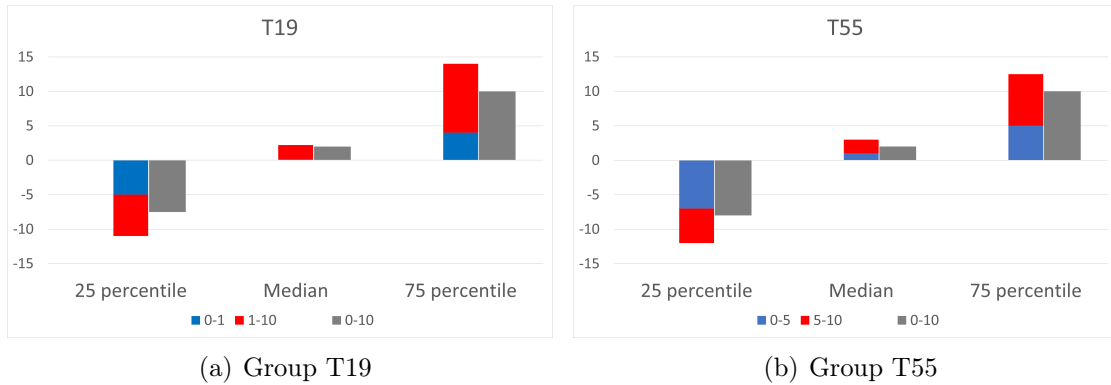 T19
15
10
5
0
-5
-10
-15
25 percentile Median 75 percentile
0-1 1-10 0-10
(a) Group T19
T55
15
10
5
0
-5
-10
-15
25 percentile Median 75 percentile
0-5 5-10 0-10
(b) Group T55